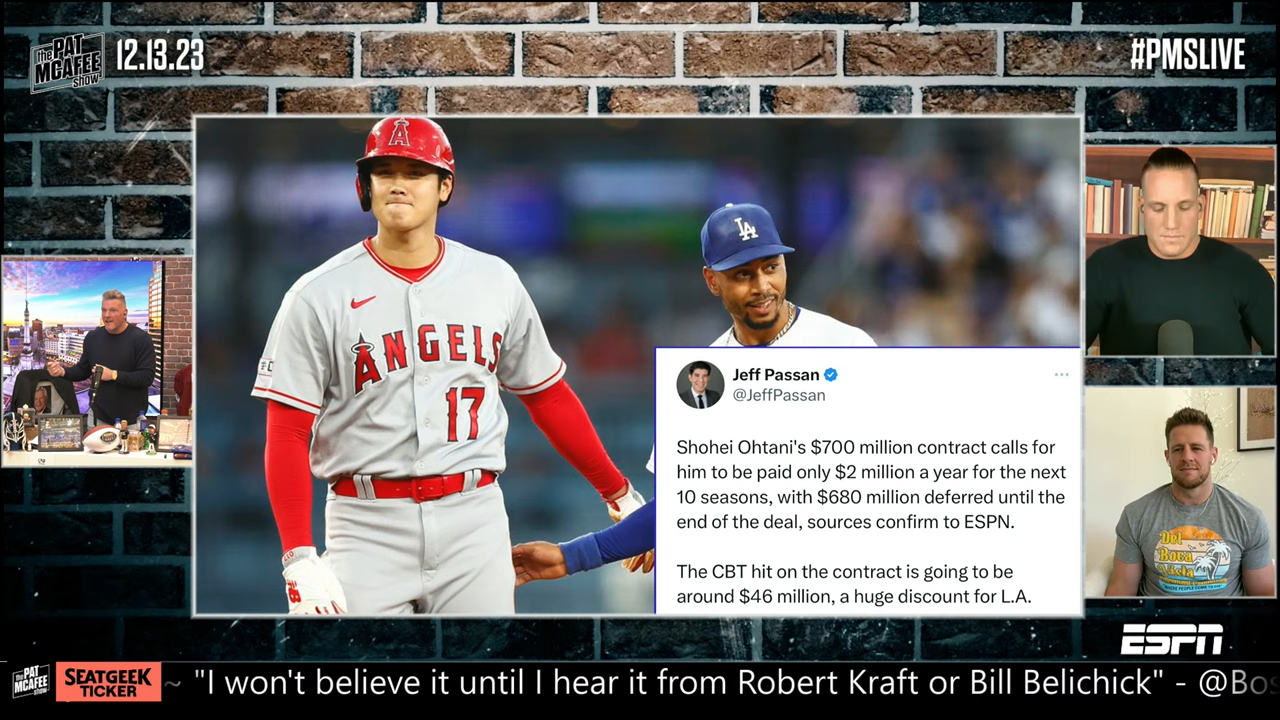 the PAT MCAFEE show
12.13.23
#PMSLIVE
A
LA
ANGELS
17
Jeff Passan
@JeffPassan
Shohei Ohtani's $700 million contract calls for
him to be paid only $2 million a year for the next
10 seasons, with $680 million deferred until the
end of the deal, sources confirm to ESPN.
The CBT hit on the contract is going to be
around $46 million, a huge discount for L.A.
Del
Boca
Vista
ESPN
the PAT MCAFEE show
SEATGEEK
TICKER
~ "I won't believe it until I hear it from Robert Kraft or Bill Belichick" - @Bos